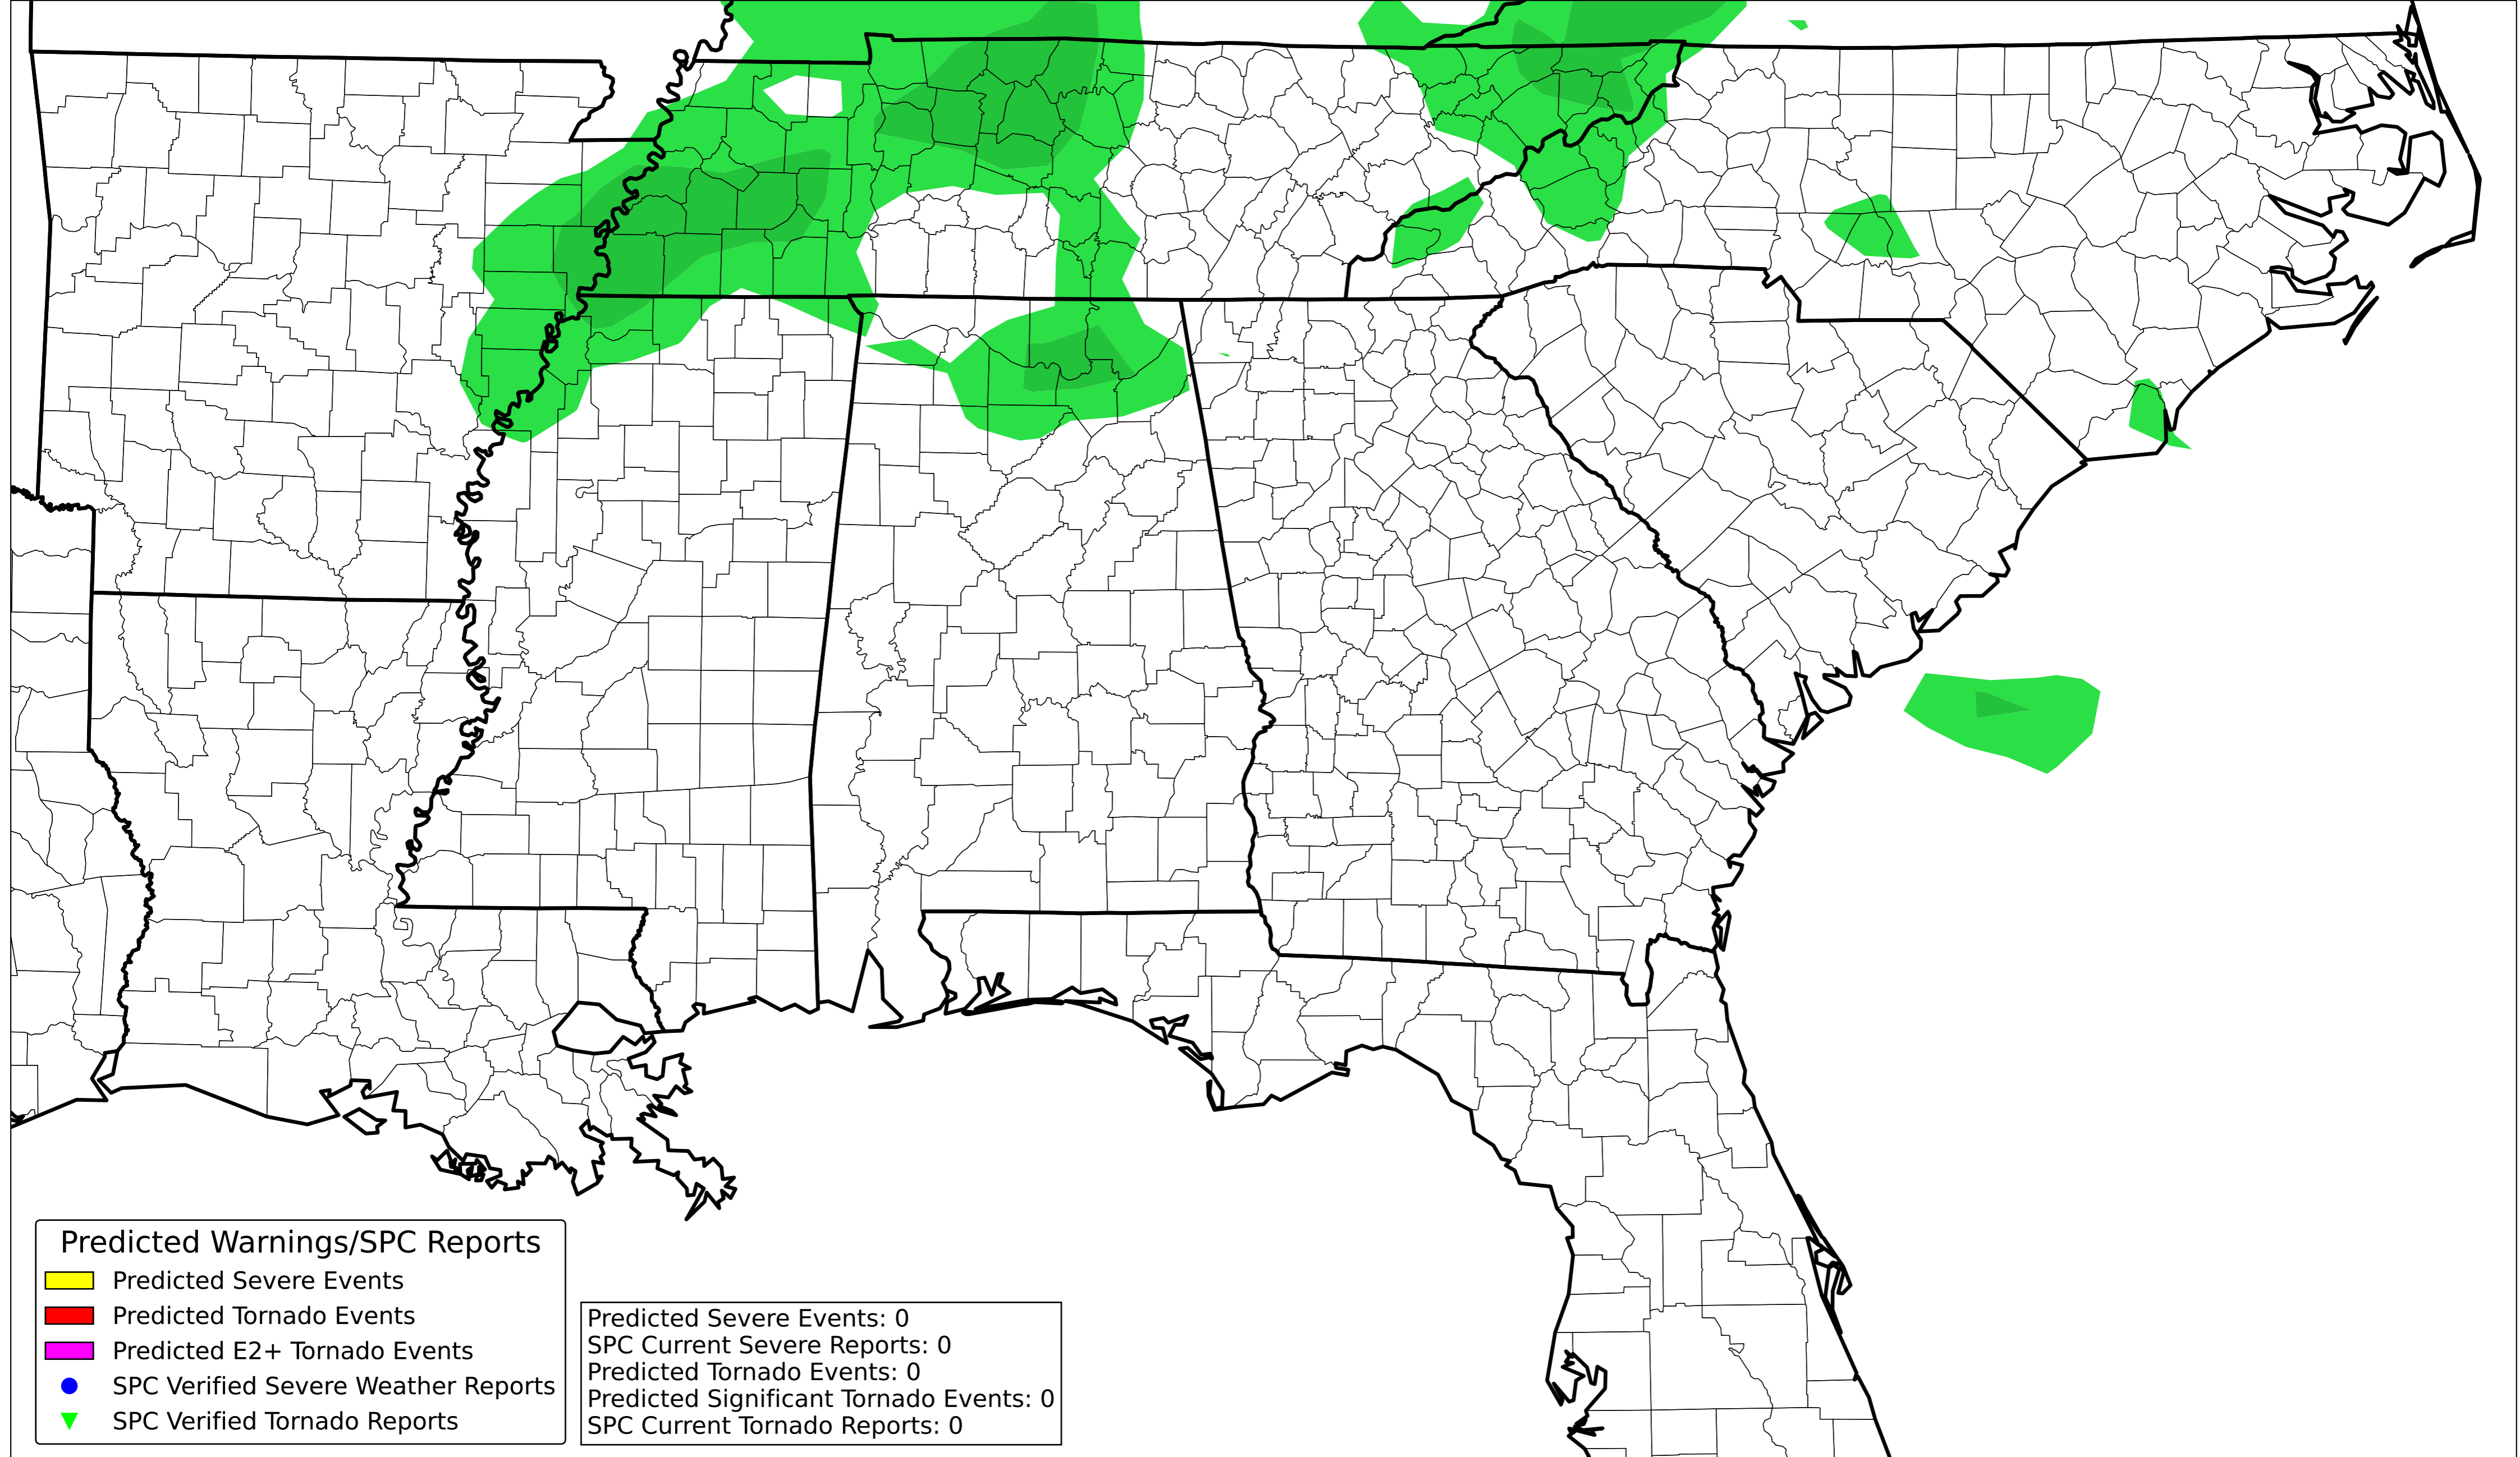 Predicted Warnings/SPC Reports
Predicted Severe Events
Predicted Tornado Events
Predicted E2+ Tornado Events
SPC Verified Severe Weather Reports
SPC Verified Tornado Reports
Predicted Severe Events: 0
SPC Current Severe Reports: 0
Predicted Tornado Events: 0
Predicted Significant Tornado Events: 0
SPC Current Tornado Reports: 0